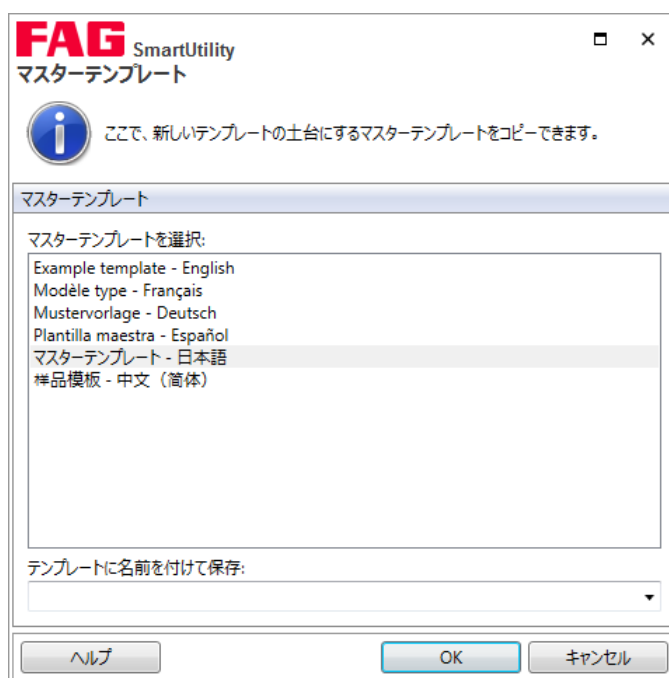 FAG SmartUtility
マスターテンプレート
ここで、新しいテンプレートの土台にするマスターテンプレートをコピーできます。
マスターテンプレート
マスターテンプレートを選択:
Example template - English
Modèle type - Français
Mustervorlage - Deutsch
Plantilla maestra - Español
マスターテンプレート - 日本語
样品模板 - 中文（简体）
テンプレートに名前を付けて保存:
ヘルプ OK キャンセル